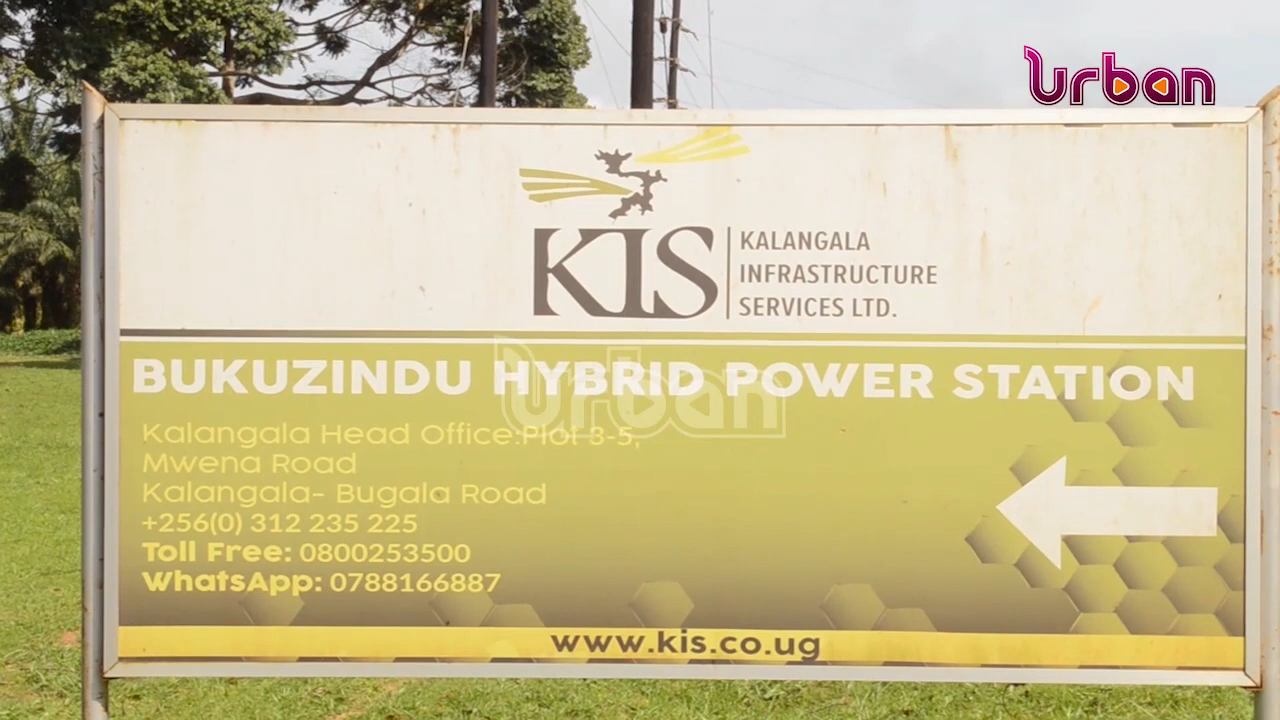 Urban
KIS
KALANGALA
INFRASTRUCTURE
SERVICES LTD.
BUKUZINDU HYBRID POWER STATION
Urban
Kalangala Head Office:Plot 3-5,
Mwena Road
Kalangala- Bugala Road
+256(0) 312 235 225
Toll Free: 0800253500
WhatsApp: 0788166887
www.kis.co.ug